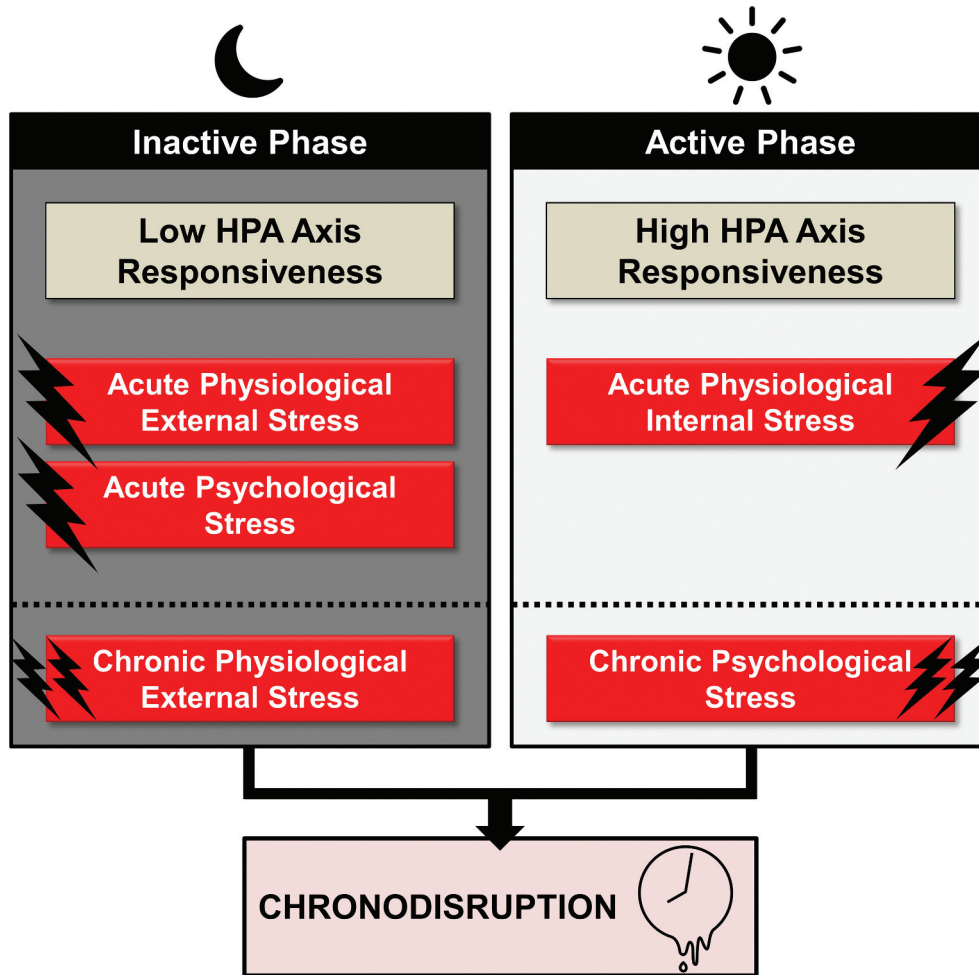 Inactive Phase
Low HPA Axis
Responsiveness
Acute Physiological
External Stress
Acute Psychological
Stress
Chronic Physiological
External Stress
Active Phase
High HPA Axis
Responsiveness
Acute Physiological
Internal Stress
Chronic Psychological
Stress
CHRONODISRUPTION